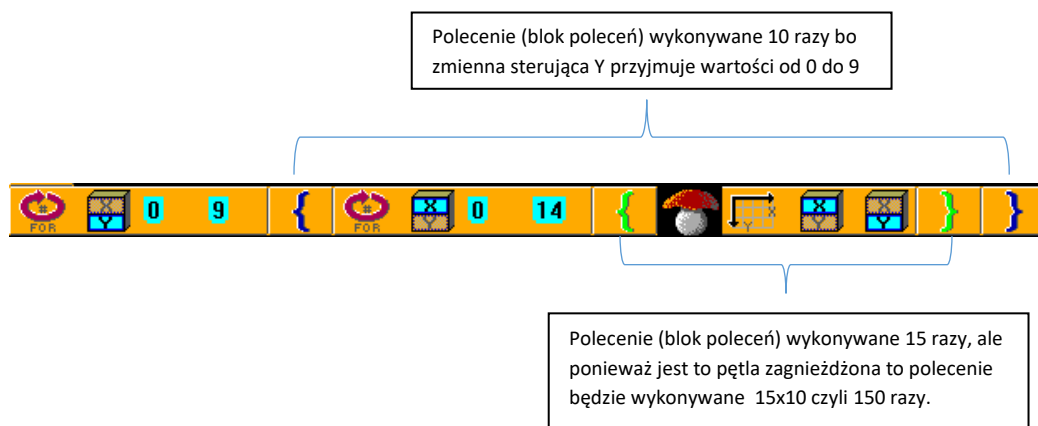 Polecenie (blok poleceń) wykonywane 10 razy bo
zmienna sterująca Y przyjmuje wartości od 0 do 9
FOR X Y 0 9 { FOR X Y 0 14 { X Y X Y X Y } }
Polecenie (blok poleceń) wykonywane 15 razy, ale
ponieważ jest to pętla zagnieżdżona to polecenie
będzie wykonywane 15x10 czyli 150 razy.